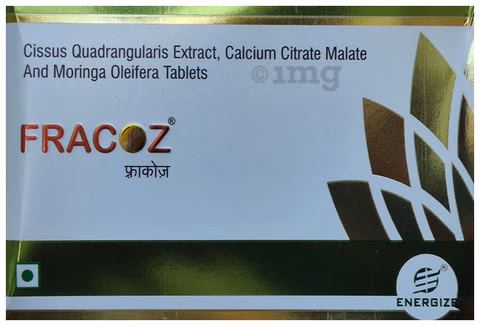 Cissus Quadrangularis Extract, Calcium Citrate Malate
And Moringa Oleifera Tablets
©1mg
FRACOZ®
फ़्राकोज़
ENERGIZE